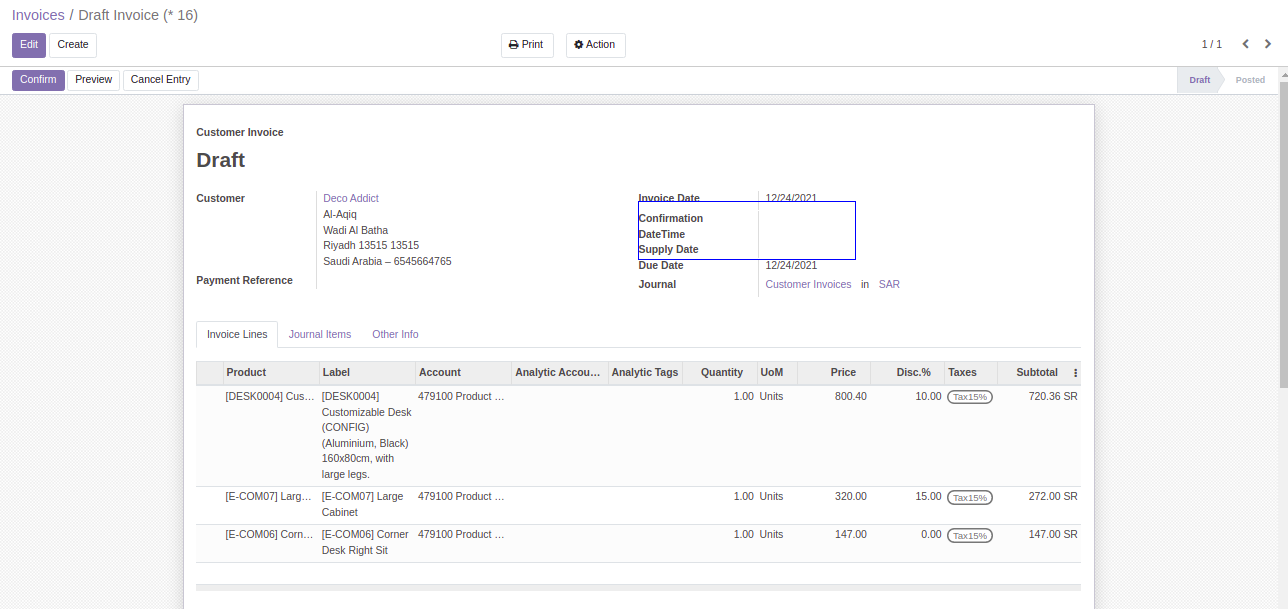 Invoices / Draft Invoice (* 16)
Edit Create Print Action 1 / 1
Confirm Preview Cancel Entry Draft Posted
Customer Invoice
Draft
Customer Deco Addict
Al-Aqiq
Wadi Al Batha
Riyadh 13515 13515
Saudi Arabia – 6545664765
Payment Reference
Invoice Date 12/24/2021
Confirmation
DateTime
Supply Date
Due Date 12/24/2021
Journal Customer Invoices in SAR
Invoice Lines Journal Items Other Info
Product Label Account Analytic Accou... Analytic Tags Quantity UoM Price Disc.% Taxes Subtotal
[DESK0004] Cus... [DESK0004] 479100 Product ... 1.00 Units 800.40 10.00 Tax15% 720.36 SR
Customizable Desk
(CONFIG)
(Aluminium, Black)
160x80cm, with
large legs.
[E-COM07] Larg... [E-COM07] Large 479100 Product ... 1.00 Units 320.00 15.00 Tax15% 272.00 SR
Cabinet
[E-COM06] Corn... [E-COM06] Corner 479100 Product ... 1.00 Units 147.00 0.00 Tax15% 147.00 SR
Desk Right Sit